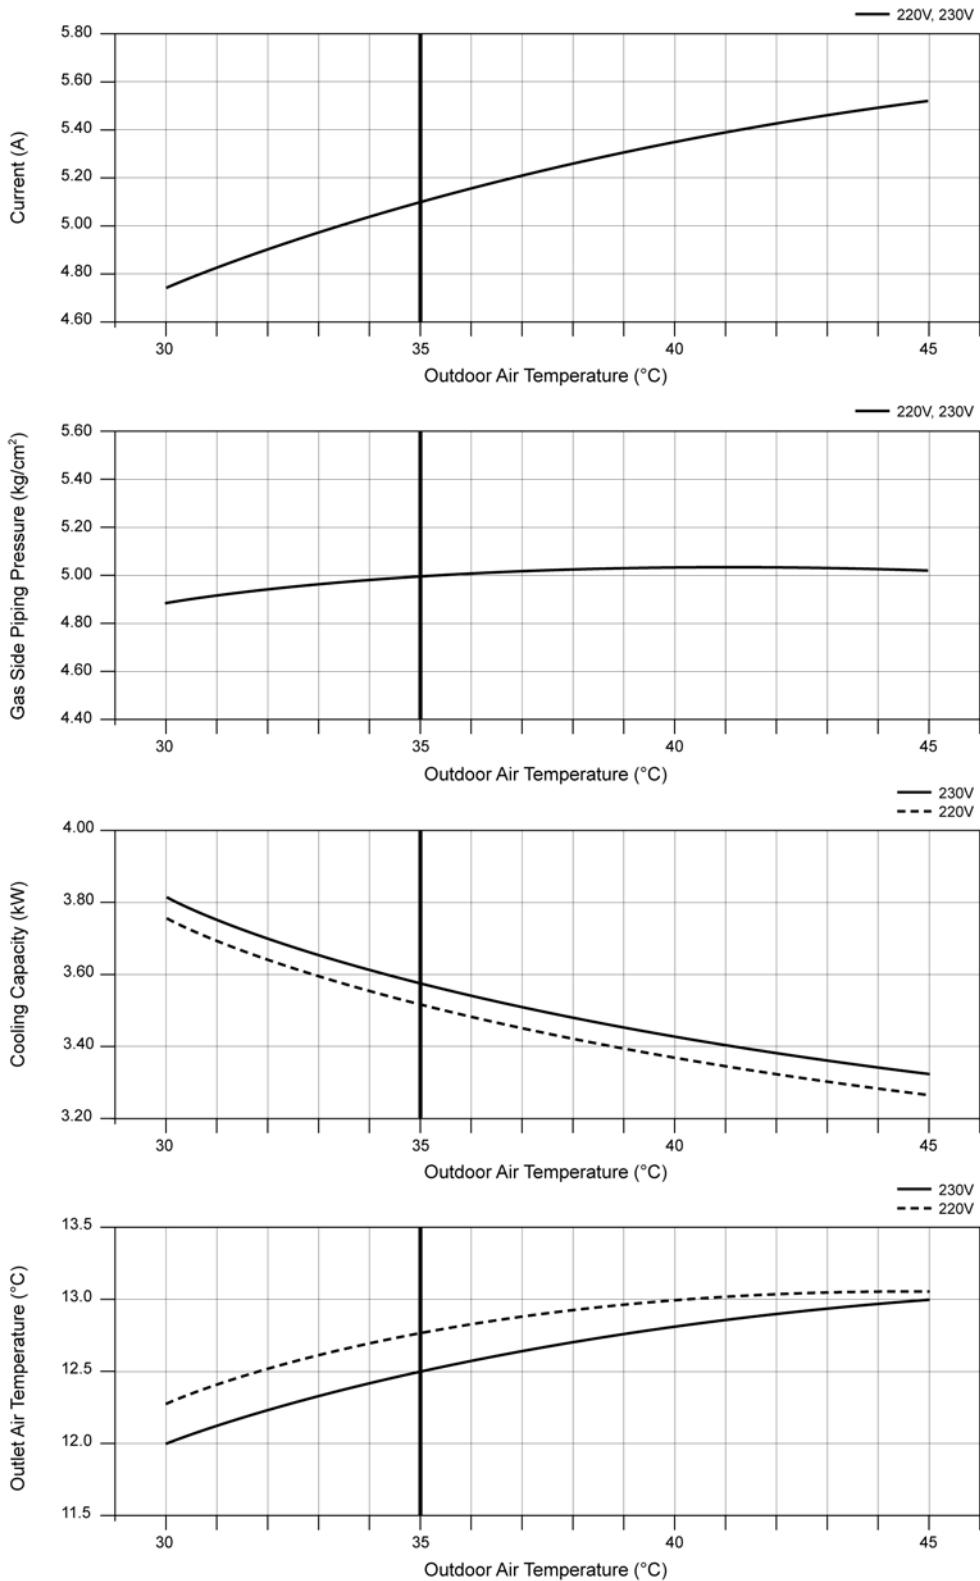 220V, 230V
5.80
5.60
5.40
5.20
5.00
4.80
4.60
Current (A)
30 35 40 45
Outdoor Air Temperature (°C)
220V, 230V
5.60
5.40
5.20
5.00
4.80
4.60
4.40
Gas Side Piping Pressure (kg/cm²)
30 35 40 45
Outdoor Air Temperature (°C)
230V
220V
4.00
3.80
3.60
3.40
3.20
Cooling Capacity (kW)
30 35 40 45
Outdoor Air Temperature (°C)
230V
220V
13.5
13.0
12.5
12.0
11.5
Outlet Air Temperature (°C)
30 35 40 45
Outdoor Air Temperature (°C)